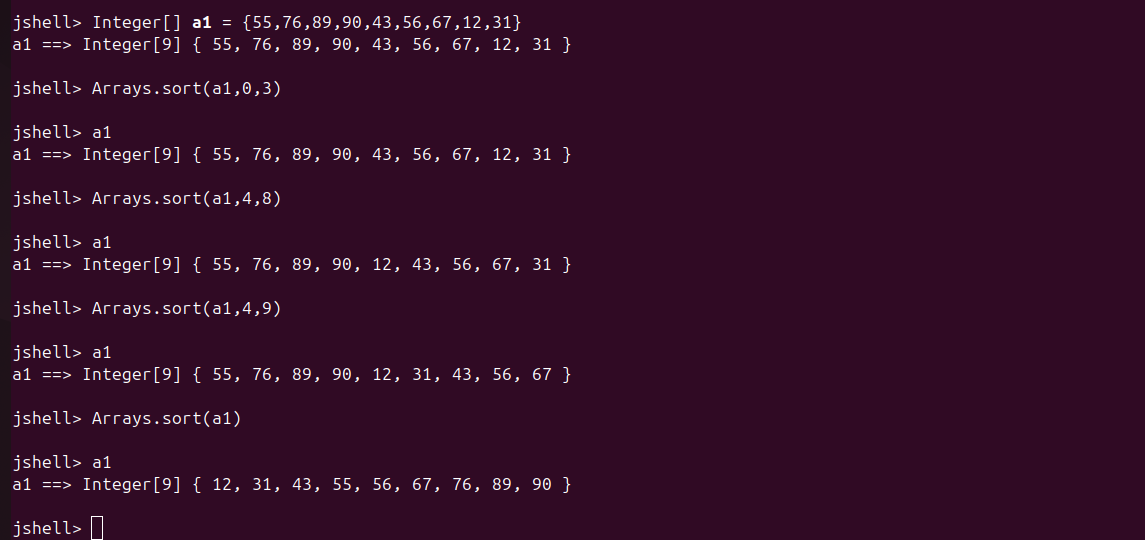 jshell> Integer[] a1 = {55,76,89,90,43,56,67,12,31}
a1 ==> Integer[9] { 55, 76, 89, 90, 43, 56, 67, 12, 31 }
jshell> Arrays.sort(a1,0,3)
jshell> a1
a1 ==> Integer[9] { 55, 76, 89, 90, 43, 56, 67, 12, 31 }
jshell> Arrays.sort(a1,4,8)
jshell> a1
a1 ==> Integer[9] { 55, 76, 89, 90, 12, 43, 56, 67, 31 }
jshell> Arrays.sort(a1,4,9)
jshell> a1
a1 ==> Integer[9] { 55, 76, 89, 90, 12, 31, 43, 56, 67 }
jshell> Arrays.sort(a1)
jshell> a1
a1 ==> Integer[9] { 12, 31, 43, 55, 56, 67, 76, 89, 90 }
jshell>